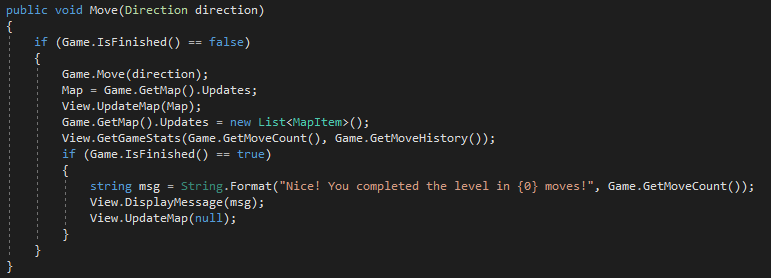 public void Move(Direction direction)
{
    if (Game.IsFinished() == false)
    {
        Game.Move(direction);
        Map = Game.GetMap().Updates;
        View.UpdateMap(Map);
        Game.GetMap().Updates = new List<MapItem>();
        View.GetGameStats(Game.GetMoveCount(), Game.GetMoveHistory());
        if (Game.IsFinished() == true)
        {
            string msg = String.Format("Nice! You completed the level in {0} moves!", Game.GetMoveCount());
            View.DisplayMessage(msg);
            View.UpdateMap(null);
        }
    }
}